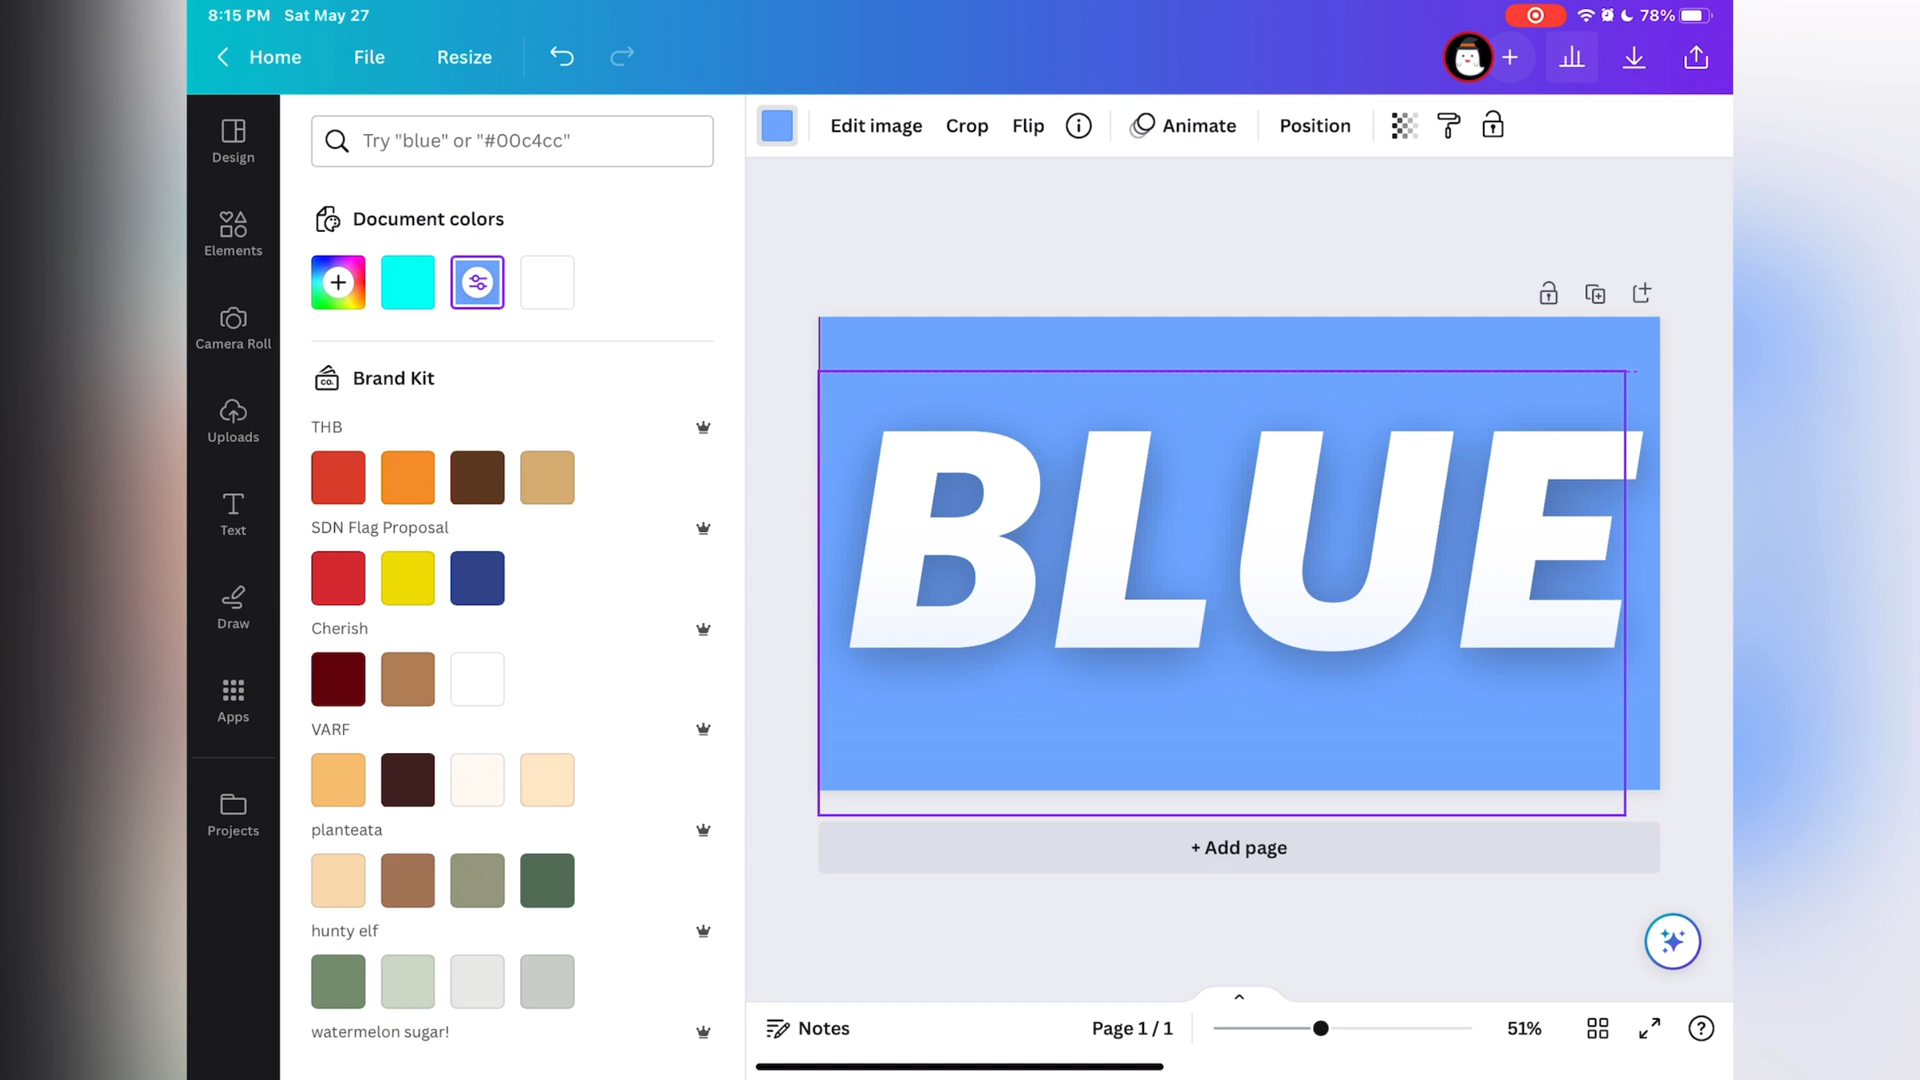 8:15 PM Sat May 27
78%
Home File Resize
Design
Elements
Camera Roll
Uploads
Text
Draw
Apps
Projects
Try "blue" or "#00c4cc"
Document colors
CO.
Brand Kit
THB
SDN Flag Proposal
Cherish
VARF
planteata
hunty elf
watermelon sugar!
Edit image Crop Flip Animate Position
BLUE
+ Add page
Notes Page 1 / 1 51%